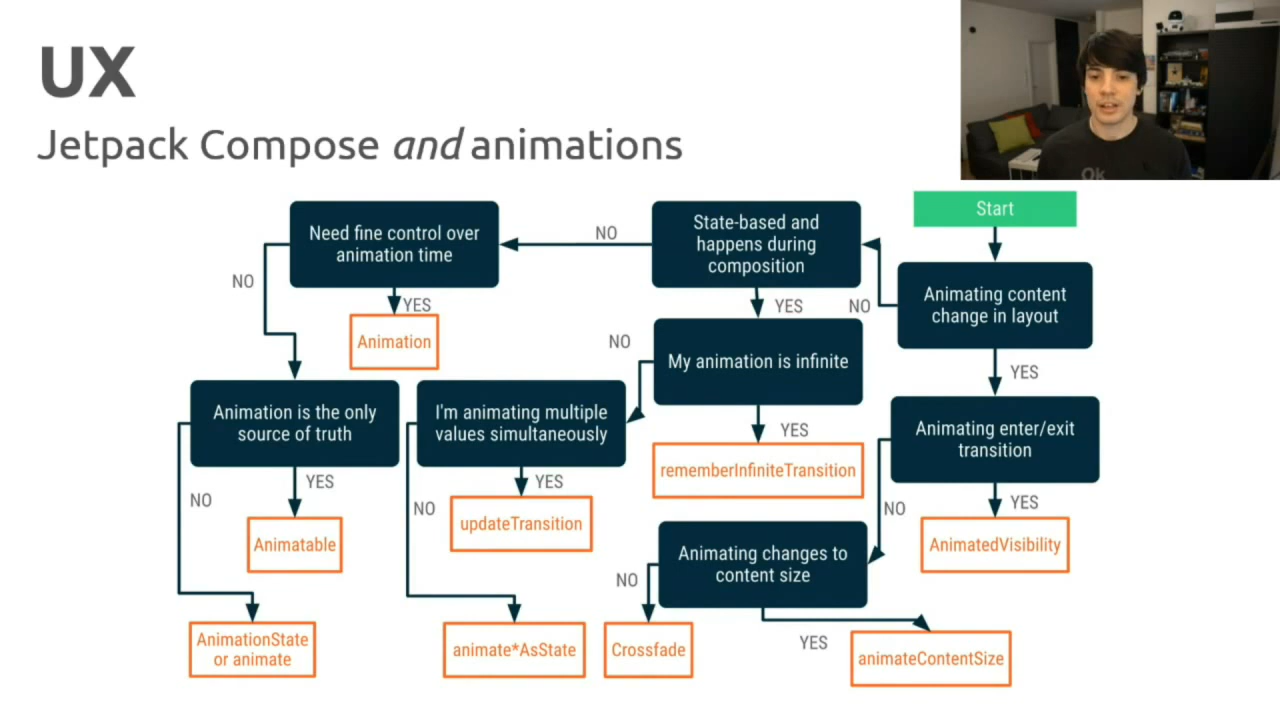 UX
Jetpack Compose and animations
Ok
Start
Need fine control over
animation time
NO
State-based and
happens during
composition
Animating content
change in layout
NO
YES
YES
NO
Animation
NO
My animation is infinite
YES
Animation is the only
source of truth
I'm animating multiple
values simultaneously
YES
Animating enter/exit
transition
rememberInfiniteTransition
YES
YES
YES
NO
NO
NO
updateTransition
Animatable
AnimatedVisibility
Animating changes to
content size
NO
YES
AnimationState
or animate
animate*AsState
Crossfade
animateContentSize